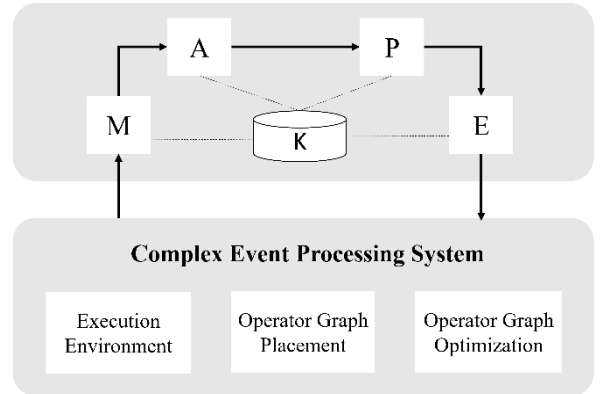 A
P
M
K
E
Complex Event Processing System
Execution
Environment
Operator Graph
Placement
Operator Graph
Optimization